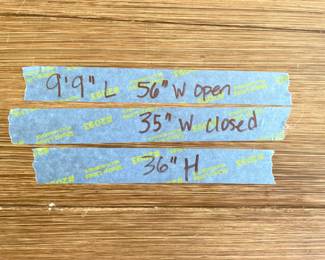 9'9" L 56" W open
35" W closed
36" H